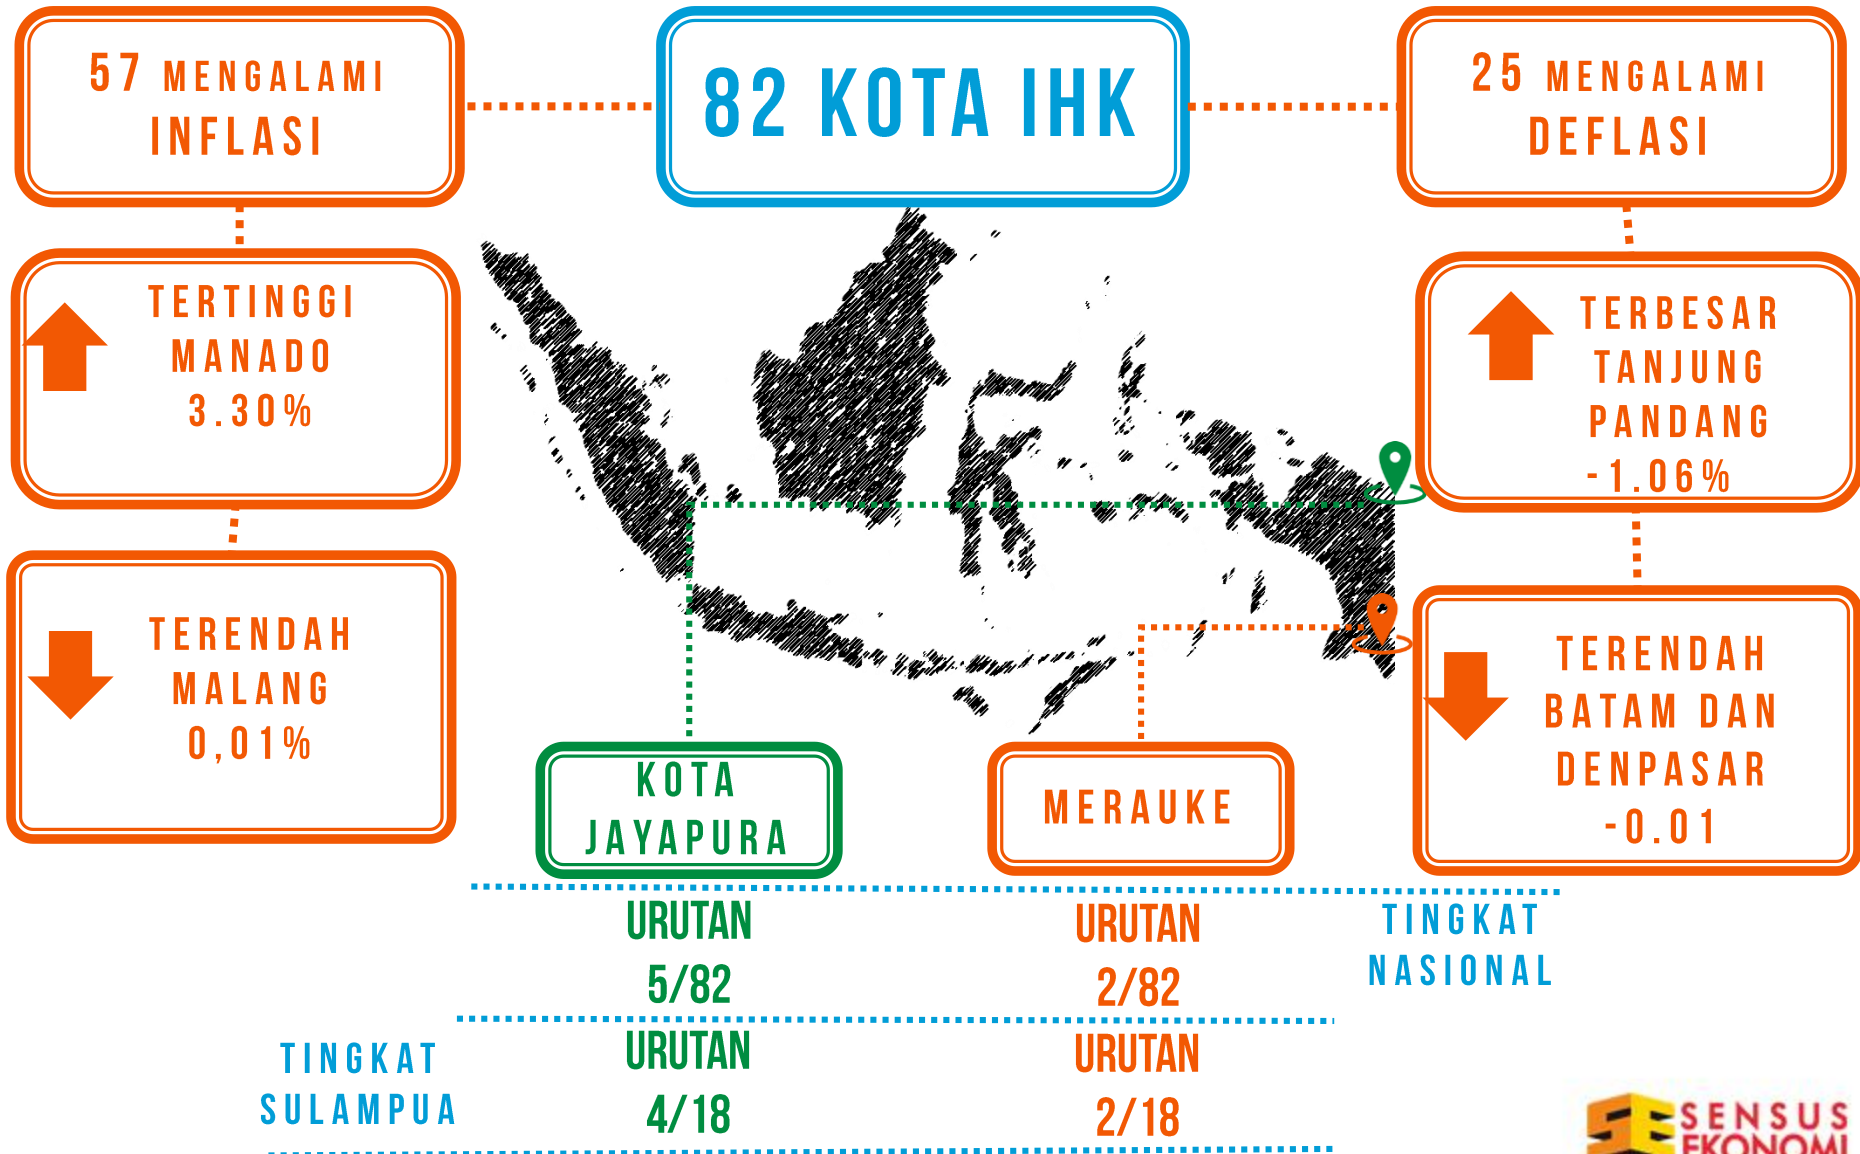 57 MENGALAMI
INFLASI
82 KOTA IHK
25 MENGALAMI
DEFLASI
TERTINGGI
MANADO
3.30%
TERBESAR
TANJUNG
PANDANG
-1.06%
TERENDAH
MALANG
0,01%
TERENDAH
BATAM DAN
DENPASAR
-0.01
KOTA
JAYAPURA
MERAUKE
URUTAN
5/82
URUTAN
2/82
TINGKAT
NASIONAL
TINGKAT
SULAMPUA
URUTAN
4/18
URUTAN
2/18
SE
SENSUS
EKONOMI